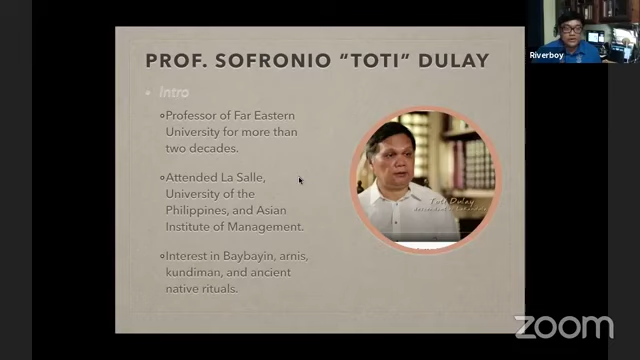 PROF. SOFRONIO “TOTI” DULAY
Intro
Professor of Far Eastern
University for more than
two decades.
Attended La Salle,
University of the
Philippines, and Asian
Institute of Management.
Interest in Baybayin, arnis,
kundiman, and ancient
native rituals.
Toti Dulay
Riverboy
zoom